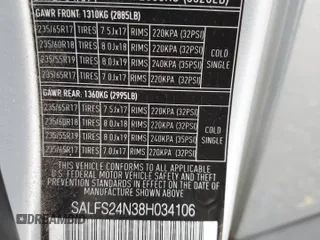 GAWR FRONT: 1310KG (2885LB)
235/65R17 TIRES 7.5Jx17 RIMS 220KPA (32PSI)
235/60R18 TIRES 8.0Jx18 RIMS 220KPA (32PSI) COLD
235/55R19 TIRES 8.0Jx19 RIMS 240KPA (35PSI) SINGLE
235/65R17 TIRES 7.0Jx17 RIMS 220KPA (32PSI)
GAWR REAR: 1360KG (2995LB)
235/65R17 TIRES 7.5Jx17 RIMS 220KPA (32PSI)
235/60R18 TIRES 8.0Jx18 RIMS 220KPA (32PSI) COLD
235/55R19 TIRES 8.0Jx19 RIMS 240KPA (35PSI) SINGLE
235/65R17 TIRES 7.0Jx17 RIMS 220KPA (32PSI)
THIS VEHICLE CONFORMS TO ALL APPLICABLE
U.S. FEDERAL MOTOR VEHICLE SAFETY
STANDARDS IN EFFECT ON THE DATE OF
MANUFACTURE SHOWN ABOVE
SALFS24N38H034106
DREAMBID